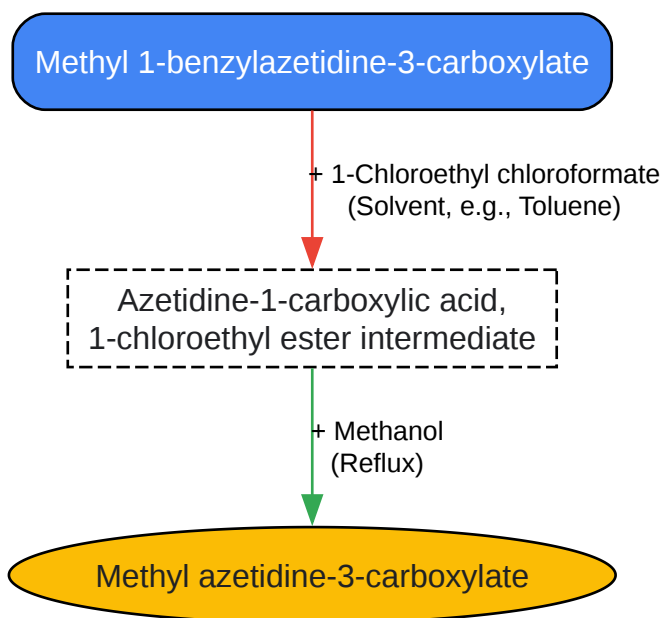 Methyl 1-benzylazetidine-3-carboxylate
+ 1-Chloroethyl chloroformate
(Solvent, e.g., Toluene)
Azetidine-1-carboxylic acid,
1-chloroethyl ester intermediate
+ Methanol
(Reflux)
Methyl azetidine-3-carboxylate